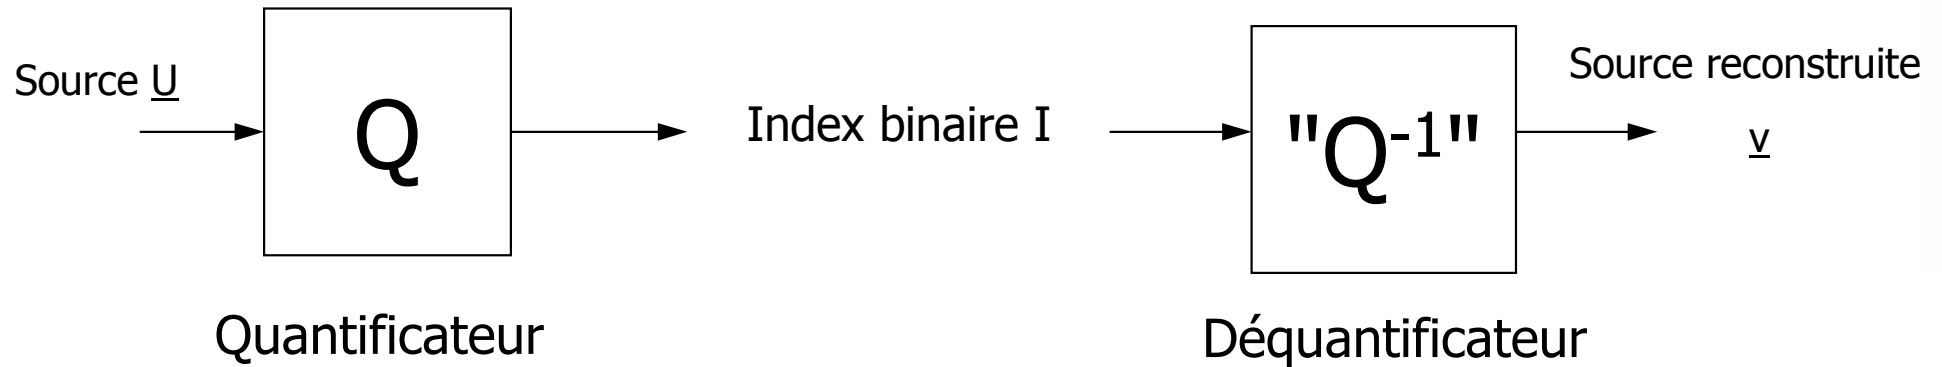 Source U
Q
Quantificateur
Index binaire I
"Q-1"
Déquantificateur
Source reconstruite
v